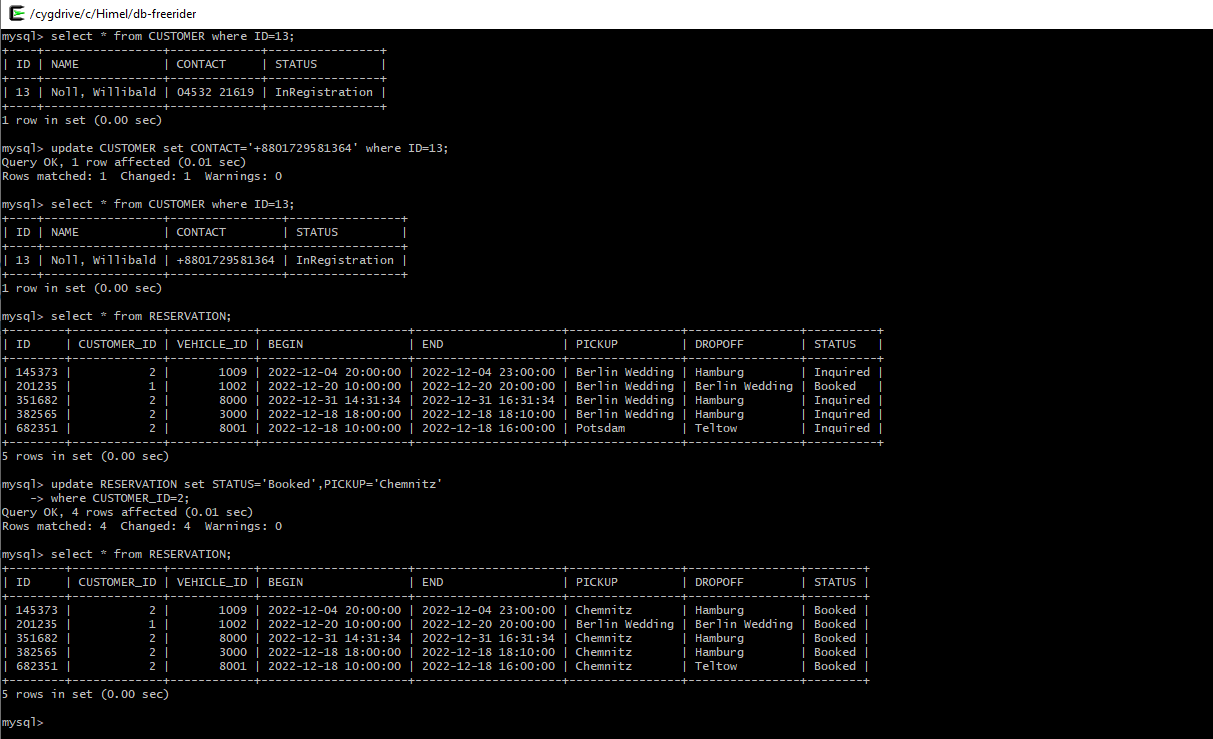 /cygdrive/c/Himel/db-freerider
mysql> select * from CUSTOMER where ID=13;
+----+-----------------+-------------+----------------+
| ID | NAME            | CONTACT     | STATUS         |
+----+-----------------+-------------+----------------+
| 13 | Noll, Willibald | 04532 21619 | InRegistration |
+----+-----------------+-------------+----------------+
1 row in set (0.00 sec)
mysql> update CUSTOMER set CONTACT='+8801729581364' where ID=13;
Query OK, 1 row affected (0.01 sec)
Rows matched: 1  Changed: 1  Warnings: 0
mysql> select * from CUSTOMER where ID=13;
+----+-----------------+----------------+----------------+
| ID | NAME            | CONTACT        | STATUS         |
+----+-----------------+----------------+----------------+
| 13 | Noll, Willibald | +8801729581364 | InRegistration |
+----+-----------------+----------------+----------------+
1 row in set (0.00 sec)
mysql> select * from RESERVATION;
+--------+-------------+------------+---------------------+---------------------+----------------+----------------+----------+
| ID     | CUSTOMER_ID | VEHICLE_ID | BEGIN               | END                 | PICKUP         | DROPOFF        | STATUS   |
+--------+-------------+------------+---------------------+---------------------+----------------+----------------+----------+
| 145373 |           2 |       1009 | 2022-12-04 20:00:00 | 2022-12-04 23:00:00 | Berlin Wedding | Hamburg        | Inquired |
| 201235 |           1 |       1002 | 2022-12-20 10:00:00 | 2022-12-20 20:00:00 | Berlin Wedding | Berlin Wedding | Booked   |
| 351682 |           2 |       8000 | 2022-12-31 14:31:34 | 2022-12-31 16:31:34 | Berlin Wedding | Hamburg        | Inquired |
| 382565 |           2 |       3000 | 2022-12-18 18:00:00 | 2022-12-18 18:10:00 | Berlin Wedding | Hamburg        | Inquired |
| 682351 |           2 |       8001 | 2022-12-18 10:00:00 | 2022-12-18 16:00:00 | Potsdam        | Teltow         | Inquired |
+--------+-------------+------------+---------------------+---------------------+----------------+----------------+----------+
5 rows in set (0.00 sec)
mysql> update RESERVATION set STATUS='Booked',PICKUP='Chemnitz'
    -> where CUSTOMER_ID=2;
Query OK, 4 rows affected (0.01 sec)
Rows matched: 4  Changed: 4  Warnings: 0
mysql> select * from RESERVATION;
+--------+-------------+------------+---------------------+---------------------+----------------+----------------+--------+
| ID     | CUSTOMER_ID | VEHICLE_ID | BEGIN               | END                 | PICKUP         | DROPOFF        | STATUS |
+--------+-------------+------------+---------------------+---------------------+----------------+----------------+--------+
| 145373 |           2 |       1009 | 2022-12-04 20:00:00 | 2022-12-04 23:00:00 | Chemnitz       | Hamburg        | Booked |
| 201235 |           1 |       1002 | 2022-12-20 10:00:00 | 2022-12-20 20:00:00 | Berlin Wedding | Berlin Wedding | Booked |
| 351682 |           2 |       8000 | 2022-12-31 14:31:34 | 2022-12-31 16:31:34 | Chemnitz       | Hamburg        | Booked |
| 382565 |           2 |       3000 | 2022-12-18 18:00:00 | 2022-12-18 18:10:00 | Chemnitz       | Hamburg        | Booked |
| 682351 |           2 |       8001 | 2022-12-18 10:00:00 | 2022-12-18 16:00:00 | Chemnitz       | Teltow         | Booked |
+--------+-------------+------------+---------------------+---------------------+----------------+----------------+--------+
5 rows in set (0.00 sec)
mysql>